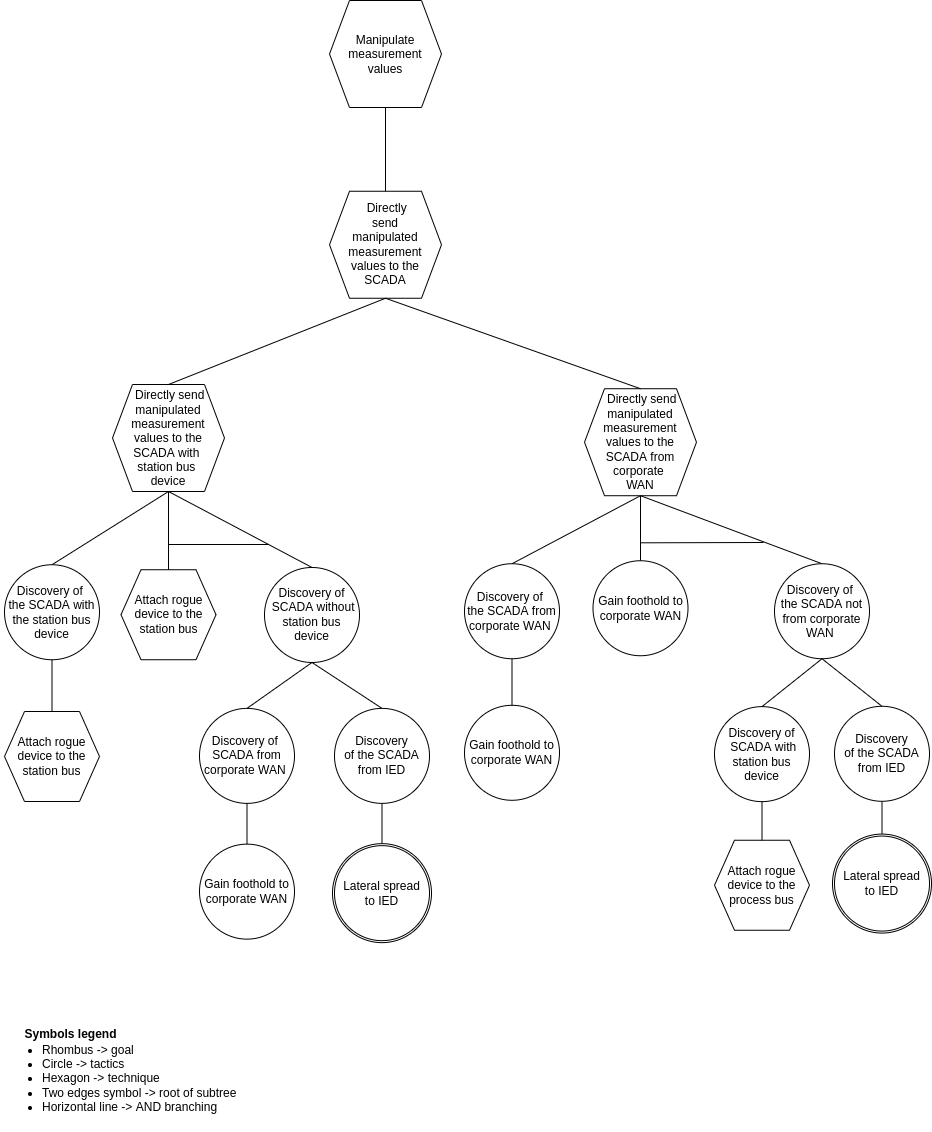 Manipulate
measurement
values
Directly
send
manipulated
measurement
values to the
SCADA
Directly send
manipulated
measurement
values to the
SCADA with
station bus
device
Directly send
manipulated
measurement
values to the
SCADA from
corporate
WAN
Discovery of
the SCADA with
the station bus
device
Attach rogue
device to the
station bus
Discovery of
SCADA without
station bus
device
Discovery of
the SCADA from
corporate WAN
Gain foothold to
corporate WAN
Discovery of
the SCADA not
from corporate
WAN
Attach rogue
device to the
station bus
Discovery of
SCADA from
corporate WAN
Discovery
of the SCADA
from IED
Gain foothold to
corporate WAN
Discovery of
SCADA with
station bus
device
Discovery
of the SCADA
from IED
Gain foothold to
corporate WAN
Lateral spread
to IED
Attach rogue
device to the
process bus
Lateral spread
to IED
Symbols legend
• Rhombus -> goal
• Circle -> tactics
• Hexagon -> technique
• Two edges symbol -> root of subtree
• Horizontal line -> AND branching